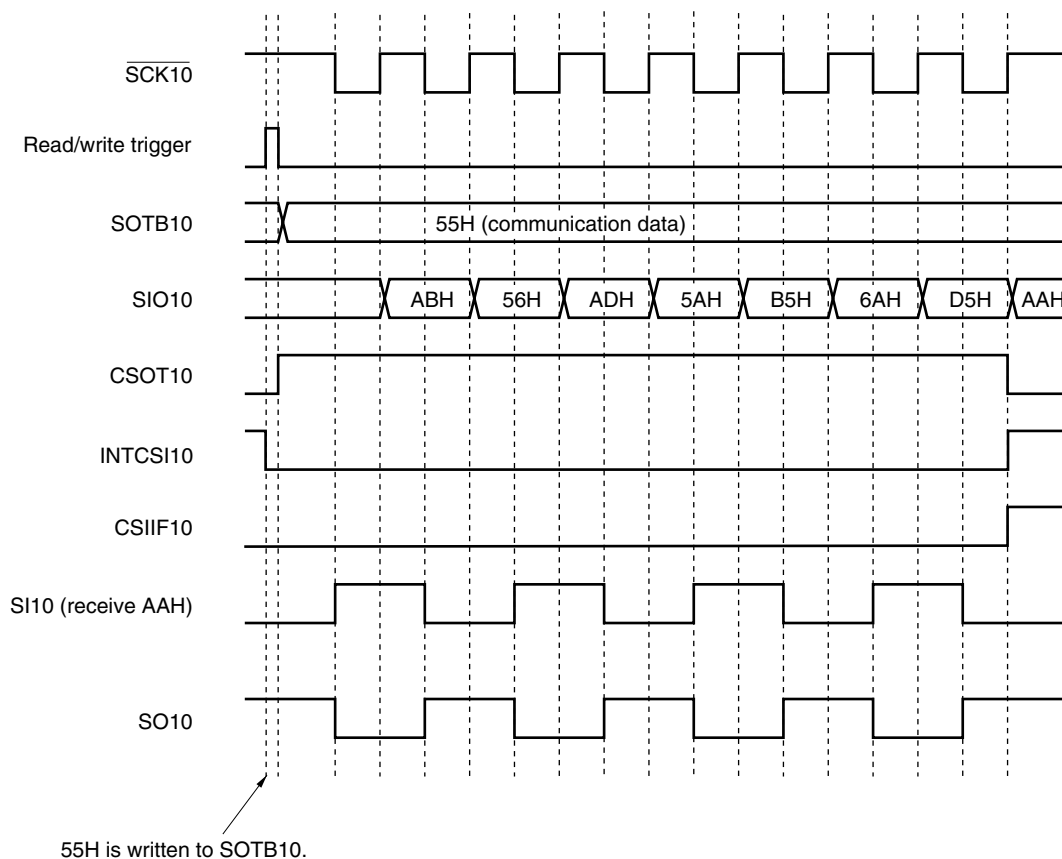 SCK10
Read/write trigger
SOTB10
55H (communication data)
SIO10
ABH 56H ADH 5AH B5H 6AH D5H AAH
CSOT10
INTCSI10
CSIIF10
SI10 (receive AAH)
SO10
55H is written to SOTB10.